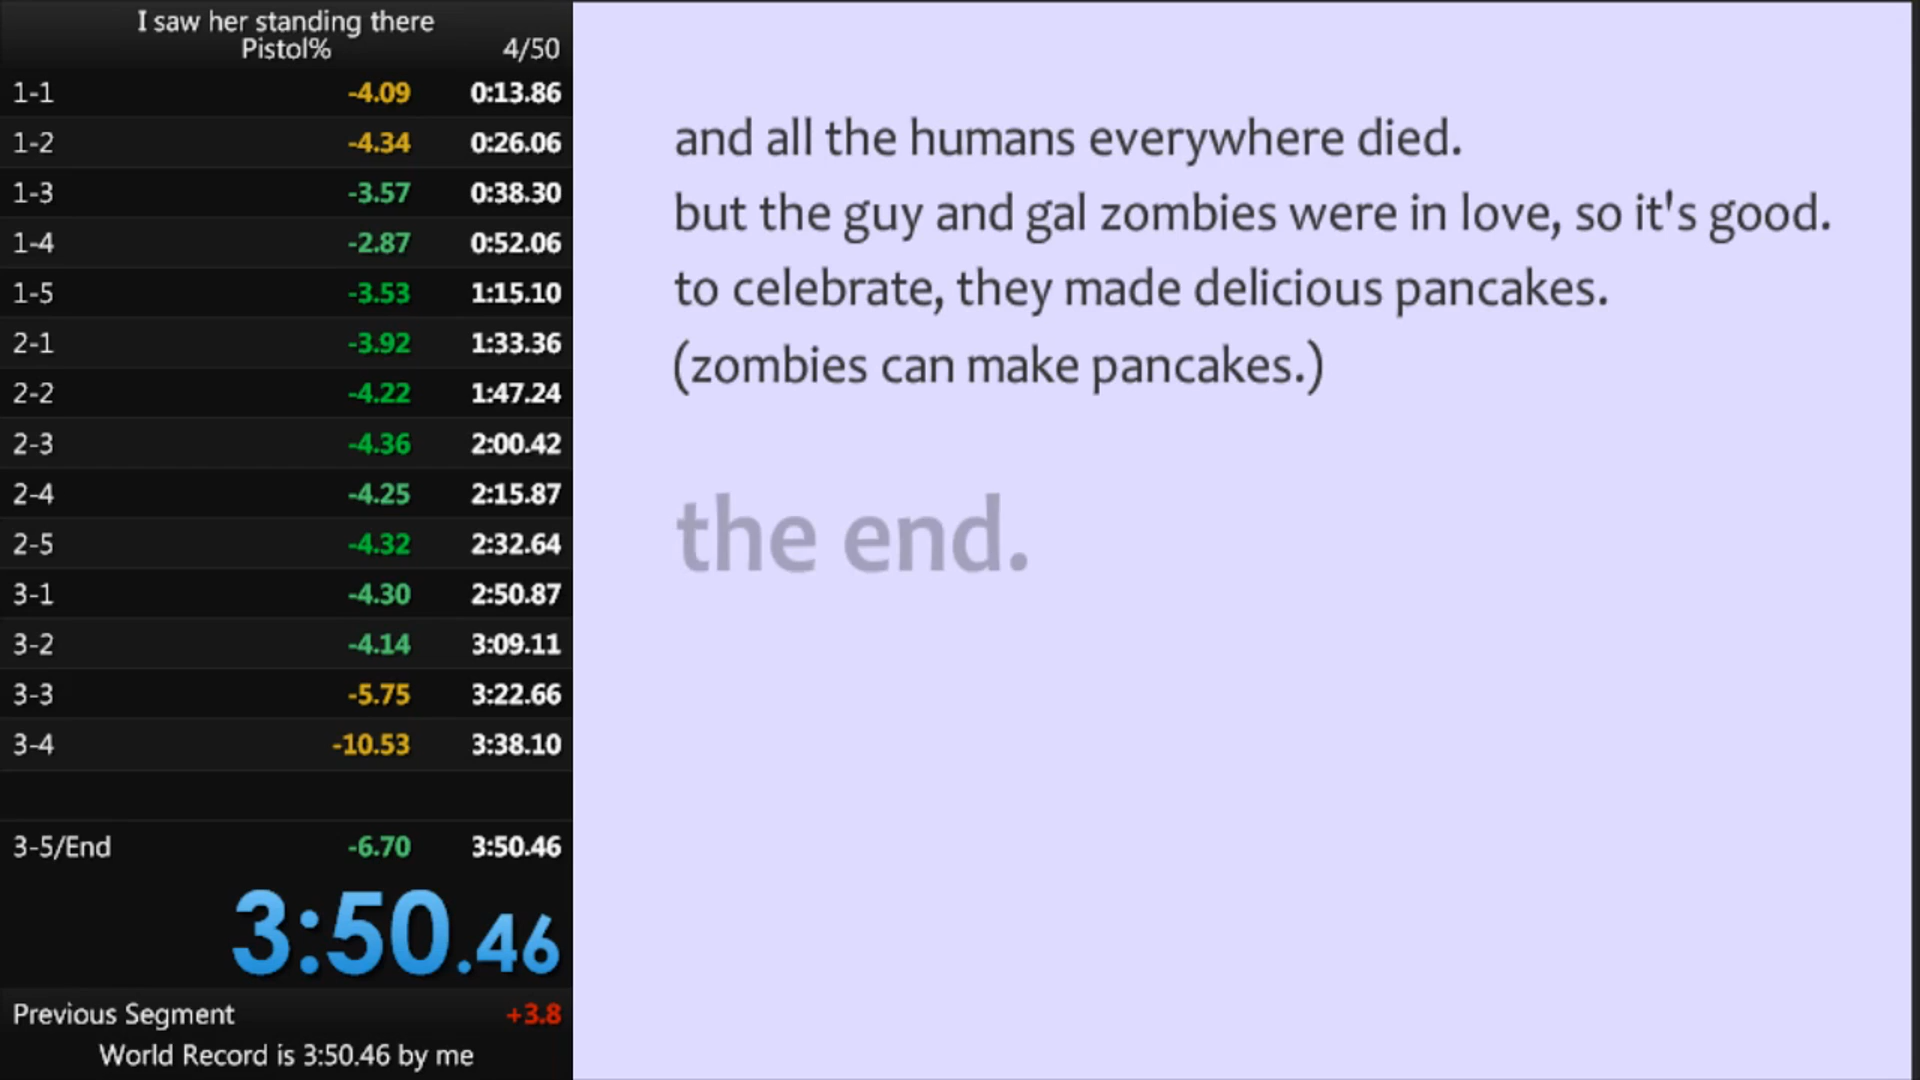 I saw her standing there
Pistol% 4/50
1-1 -4.09 0:13.86
1-2 -4.34 0:26.06
1-3 -3.57 0:38.30
1-4 -2.87 0:52.06
1-5 -3.53 1:15.10
2-1 -3.92 1:33.36
2-2 -4.22 1:47.24
2-3 -4.36 2:00.42
2-4 -4.25 2:15.87
2-5 -4.32 2:32.64
3-1 -4.30 2:50.87
3-2 -4.14 3:09.11
3-3 -5.75 3:22.66
3-4 -10.53 3:38.10
3-5/End -6.70 3:50.46
3:50.46
Previous Segment +3.8
World Record is 3:50.46 by me
and all the humans everywhere died.
but the guy and gal zombies were in love, so it's good.
to celebrate, they made delicious pancakes.
(zombies can make pancakes.)
the end.